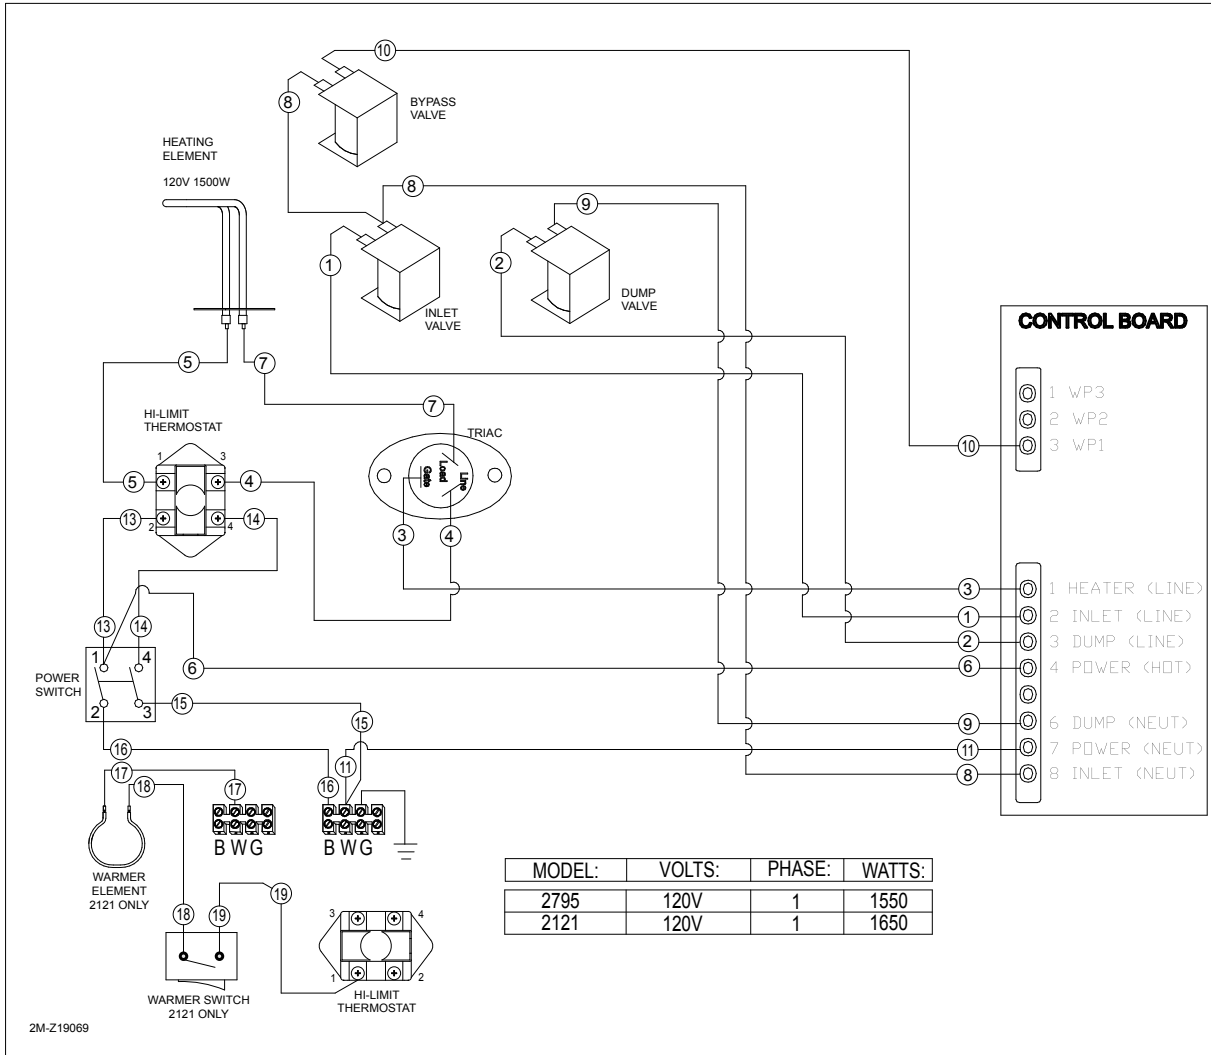 10
8
BYPASS
VALVE
HEATING
ELEMENT
120V 1500W
8
9
1
2
INLET
VALVE
DUMP
VALVE
CONTROL BOARD
5
7
7
1 WP3
2 WP2
3 WP1
10
HI-LIMIT
THERMOSTAT
1
3
5
4
13
14
2
4
TRIAC
Load
Line
Gate
3
4
3
1 HEATER (LINE)
1
2 INLET (LINE)
2
3 DUMP (LINE)
6
4 POWER (HOT)
9
6 DUMP (NEUT)
11
7 POWER (NEUT)
8
8 INLET (NEUT)
13
14
6
1
4
POWER
SWITCH
2
3
15
15
16
17
18
17
16
11
B W G
B W G
WARMER
ELEMENT
2121 ONLY
18
19
19
WARMER SWITCH
2121 ONLY
3
4
1
2
HI-LIMIT
THERMOSTAT
MODEL: VOLTS: PHASE: WATTS:
2795 120V 1 1550
2121 120V 1 1650
2M-Z19069